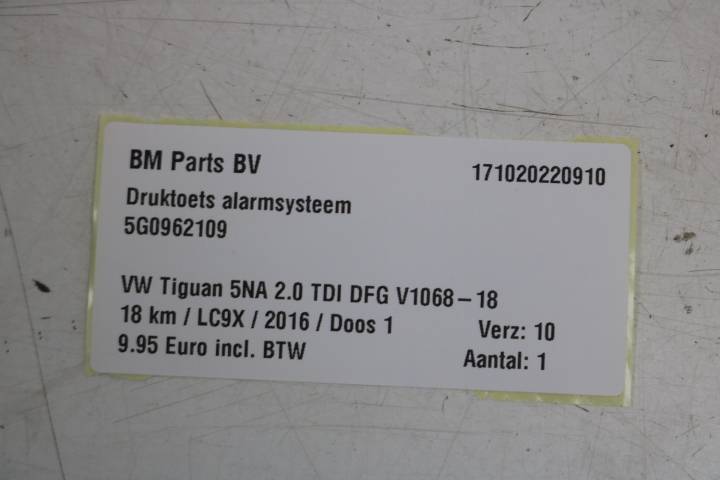 BM Parts BV 171020220910
Druktoets alarmsysteem
5G0962109
VW Tiguan 5NA 2.0 TDI DFG V1068-18
18 km / LC9X / 2016 / Doos 1 Verz: 10
9.95 Euro incl. BTW Aantal: 1